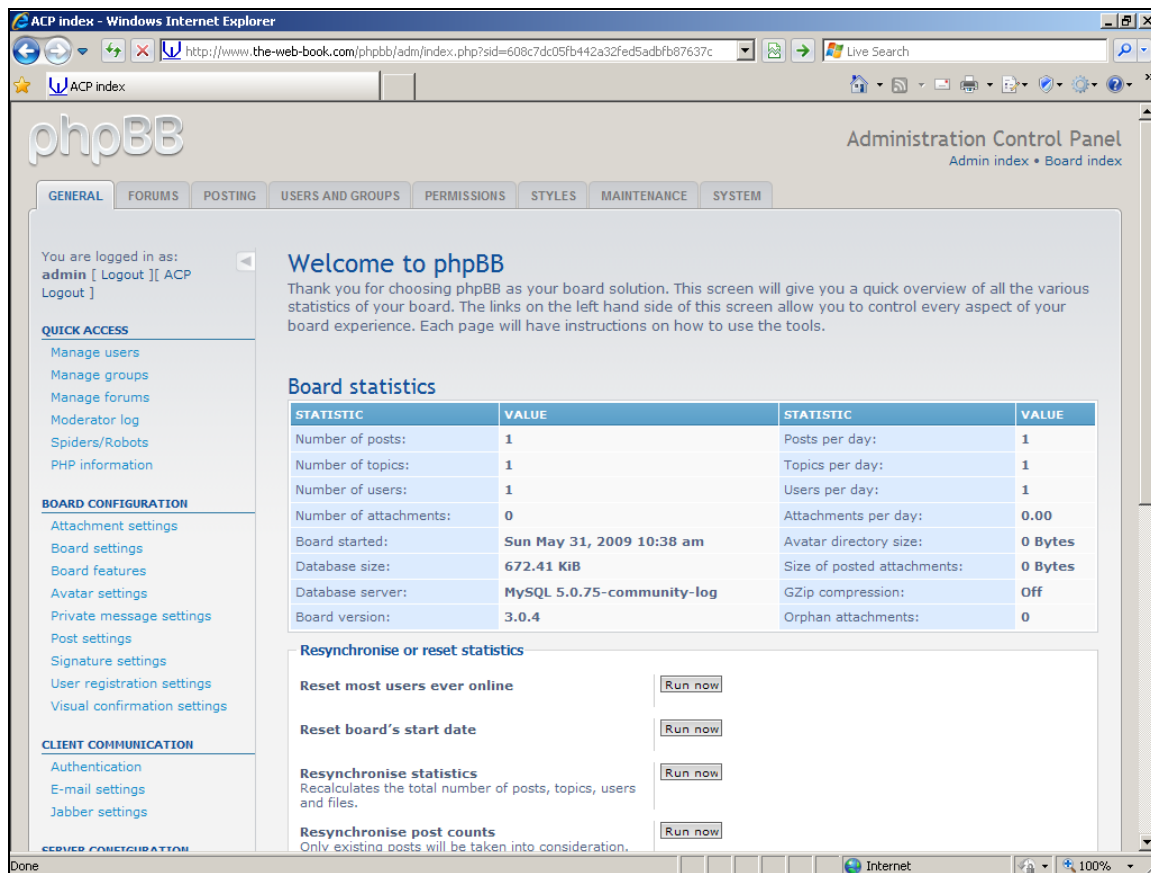 ACP index - Windows Internet Explorer
http://www.the-web-book.com/phpbb/adm/index.php?sid=608c7dc05fb442a32fed5adbfb87637c
Live Search
ACP index
phpBB
Administration Control Panel
Admin index • Board index
GENERAL FORUMS POSTING USERS AND GROUPS PERMISSIONS STYLES MAINTENANCE SYSTEM
You are logged in as:
admin [ Logout ][ ACP
Logout ]
QUICK ACCESS
Manage users
Manage groups
Manage forums
Moderator log
Spiders/Robots
PHP information
BOARD CONFIGURATION
Attachment settings
Board settings
Board features
Avatar settings
Private message settings
Post settings
Signature settings
User registration settings
Visual confirmation settings
CLIENT COMMUNICATION
Authentication
E-mail settings
Jabber settings
SERVER CONFIGURATION
Welcome to phpBB
Thank you for choosing phpBB as your board solution. This screen will give you a quick overview of all the various
statistics of your board. The links on the left hand side of this screen allow you to control every aspect of your
board experience. Each page will have instructions on how to use the tools.
Board statistics
STATISTIC VALUE STATISTIC VALUE
Number of posts: 1 Posts per day: 1
Number of topics: 1 Topics per day: 1
Number of users: 1 Users per day: 1
Number of attachments: 0 Attachments per day: 0.00
Board started: Sun May 31, 2009 10:38 am Avatar directory size: 0 Bytes
Database size: 672.41 KiB Size of posted attachments: 0 Bytes
Database server: MySQL 5.0.75-community-log GZip compression: Off
Board version: 3.0.4 Orphan attachments: 0
Resynchronise or reset statistics
Reset most users ever online Run now
Reset board's start date Run now
Resynchronise statistics Run now
Recalculates the total number of posts, topics, users
and files.
Resynchronise post counts Run now
Only existing posts will be taken into consideration.
Done Internet 100%